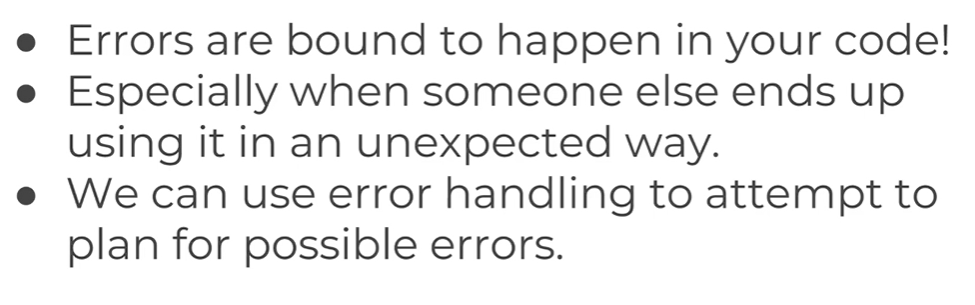 ● Errors are bound to happen in your code!
● Especially when someone else ends up
using it in an unexpected way.
● We can use error handling to attempt to
plan for possible errors.